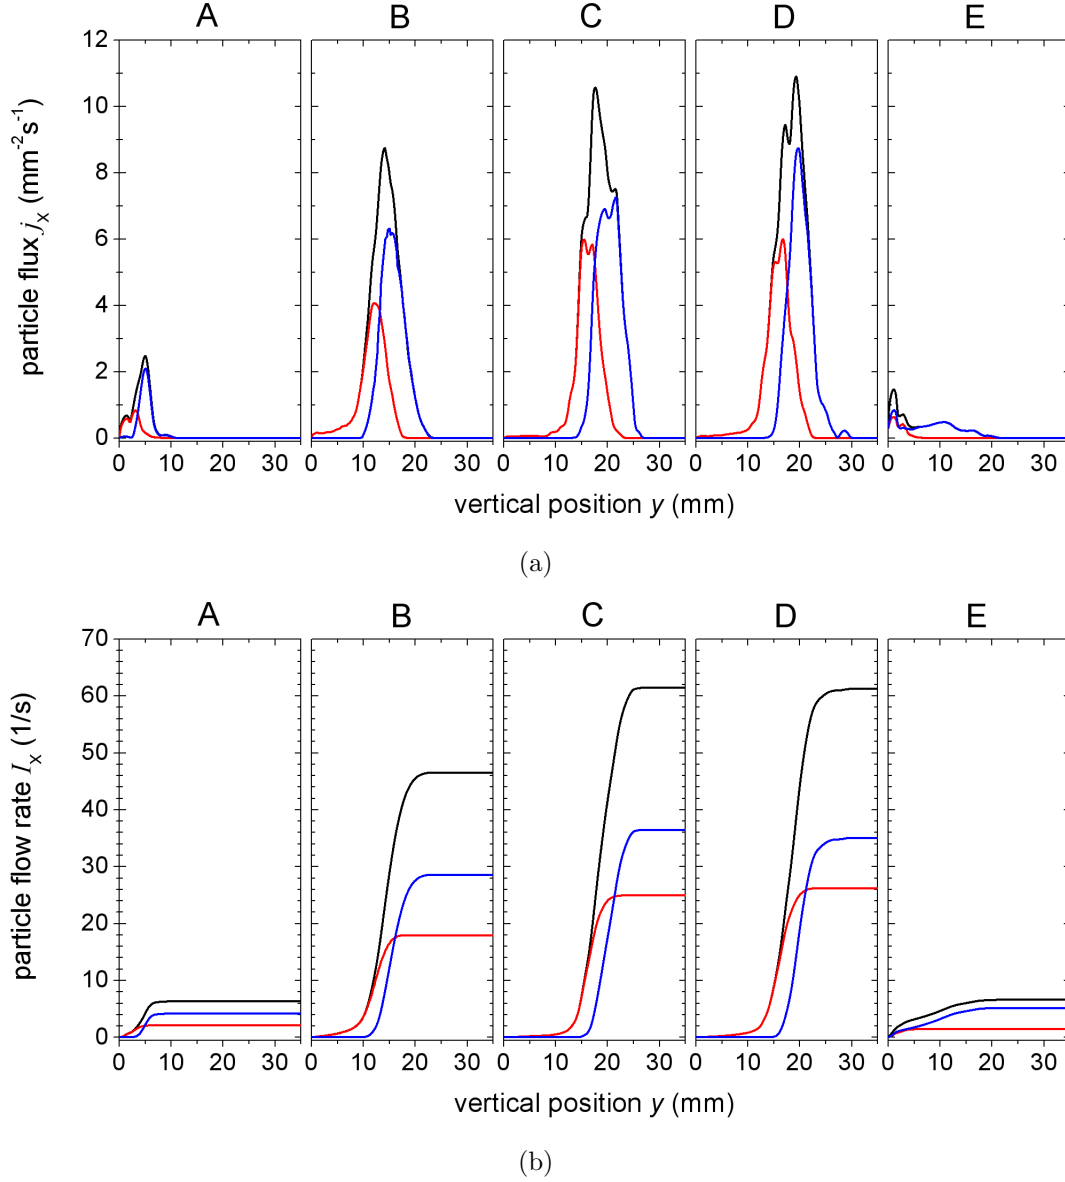 A B C D E
12
10
8
6
4
2
0
particle flux jx (mm-2s-1)
0 10 20 30 0 10 20 30 0 10 20 30 0 10 20 30 0 10 20 30
vertical position y (mm)
(a)
A B C D E
70
60
50
40
30
20
10
0
particle flow rate Ix (1/s)
0 10 20 30 0 10 20 30 0 10 20 30 0 10 20 30 0 10 20 30
vertical position y (mm)
(b)